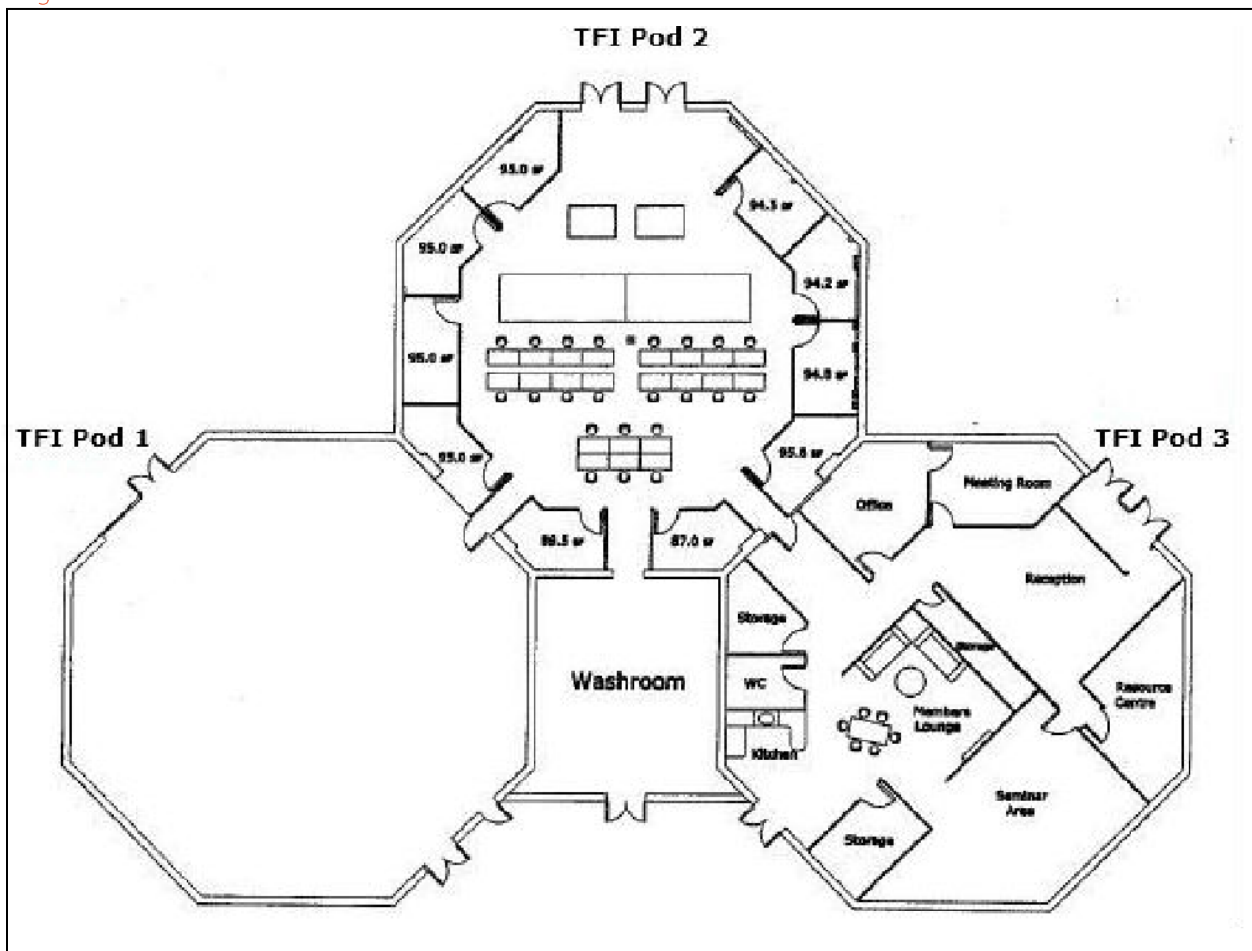 TFI Pod 2
95.0 SF
94.3 SF
95.0 SF
94.2 SF
95.0 SF
94.8 SF
TFI Pod 1
TFI Pod 3
95.0 SF
95.8 SF
Meeting Room
Office
87.0 SF
Reception
Storage
Storage
Washroom
WC
Resource
Centre
Members
Lounge
Kitchen
Seminar
Area
Storage